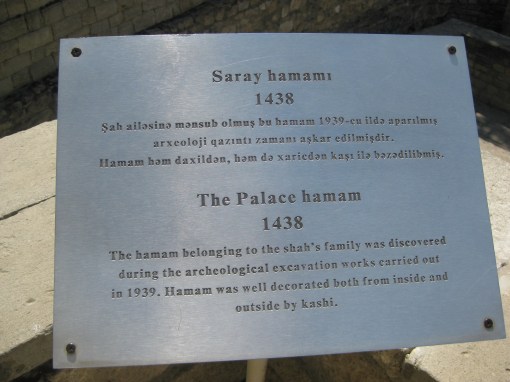 Saray hamamı
1438
Şah ailəsinə mənsub olmuş bu hamam 1939-cu ildə aparılmış
arxeoloji qazıntı zamanı aşkar edilmişdir.
Hamam həm daxildən, həm də xaricdən kaşı ilə bəzədilibmiş.
The Palace hamam
1438
The hamam belonging to the shah's family was discovered
during the archeological excavation works carried out
in 1939. Hamam was well decorated both from inside and
outside by kashi.